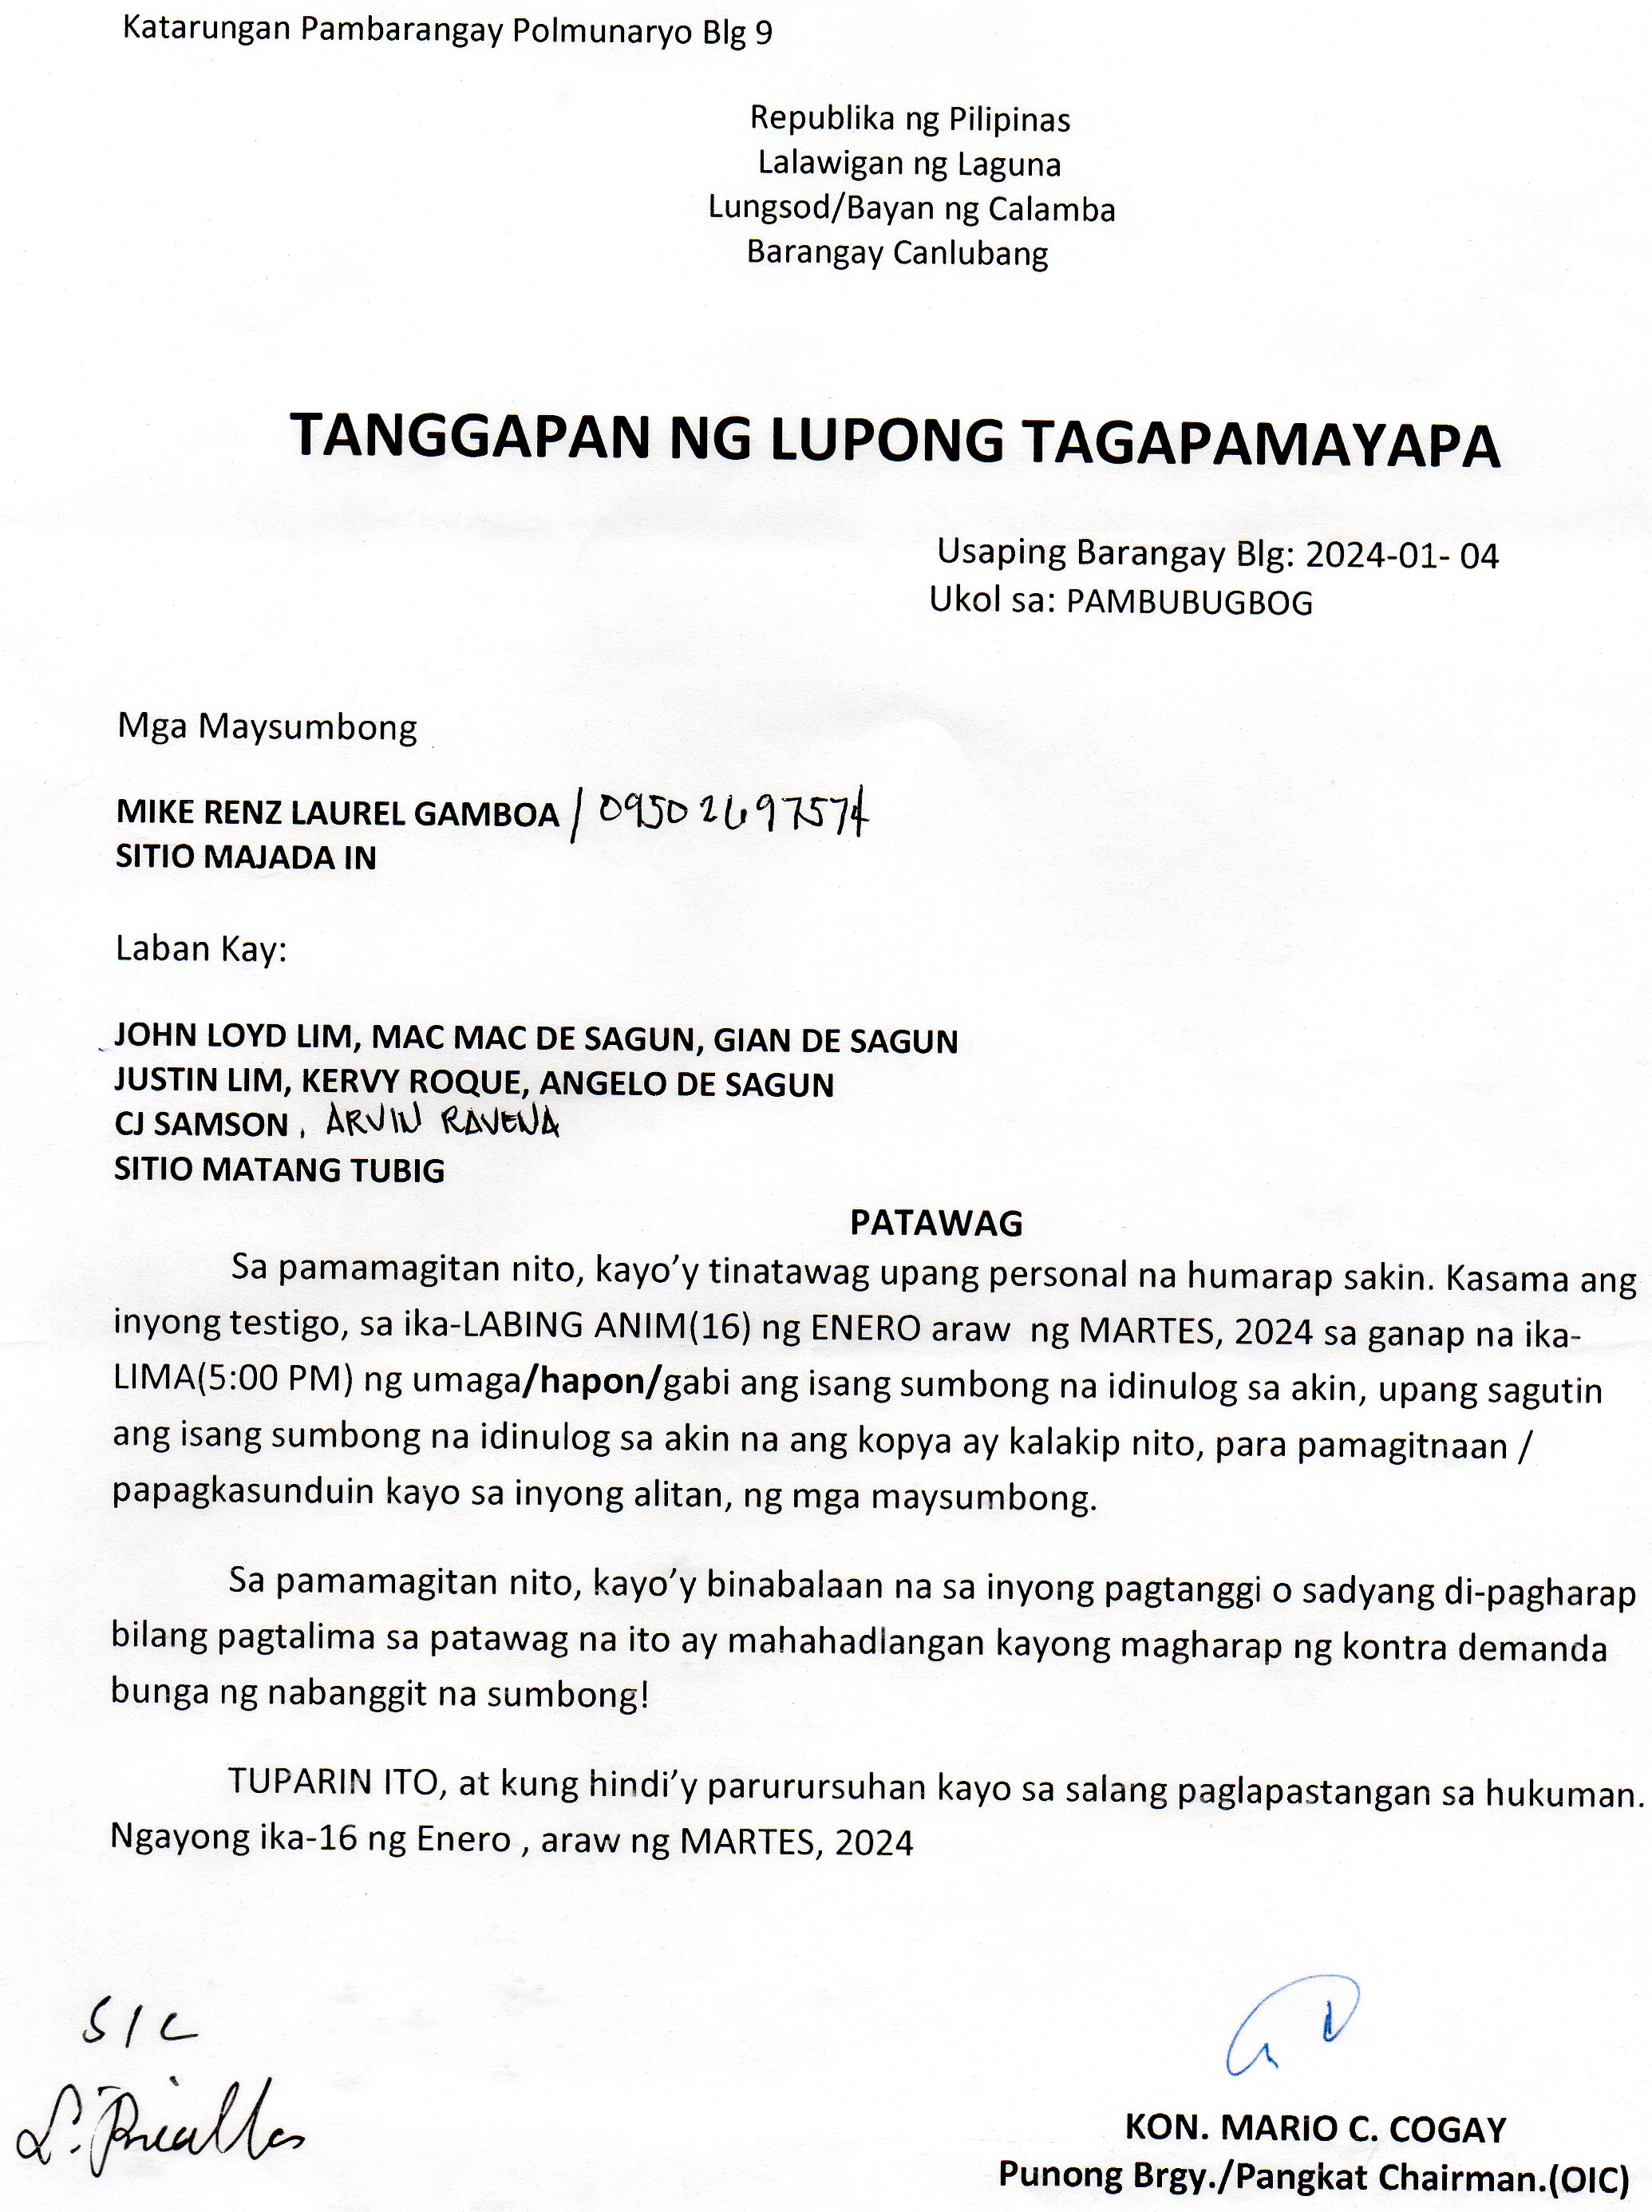 Katarungan Pambarangay Polmunaryo Blg 9
Republika ng Pilipinas
Lalawigan ng Laguna
Lungsod/Bayan ng Calamba
Barangay Canlubang
TANGGAPAN NG LUPONG TAGAPAMAYAPA
Usaping Barangay Blg: 2024-01- 04
Ukol sa: PAMBUBUGBOG
Mga Maysumbong
MIKE RENZ LAUREL GAMBOA / 09502697574
SITIO MAJADA IN
Laban Kay:
JOHN LOYD LIM, MAC MAC DE SAGUN, GIAN DE SAGUN
JUSTIN LIM, KERVY ROQUE, ANGELO DE SAGUN
CJ SAMSON , ARVIN RAVENA
SITIO MATANG TUBIG
PATAWAG
Sa pamamagitan nito, kayo’y tinatawag upang personal na humarap sakin. Kasama ang
inyong testigo, sa ika-LABING ANIM(16) ng ENERO araw ng MARTES, 2024 sa ganap na ika-
LIMA(5:00 PM) ng umaga/hapon/gabi ang isang sumbong na idinulog sa akin, upang sagutin
ang isang sumbong na idinulog sa akin na ang kopya ay kalakip nito, para pamagitnaan /
papagkasunduin kayo sa inyong alitan, ng mga maysumbong.
Sa pamamagitan nito, kayo’y binabalaan na sa inyong pagtanggi o sadyang di-pagharap
bilang pagtalima sa patawag na ito ay mahahadlangan kayong magharap ng kontra demanda
bunga ng nabanggit na sumbong!
TUPARIN ITO, at kung hindi’y parurursuhan kayo sa salang paglapastangan sa hukuman.
Ngayong ika-16 ng Enero , araw ng MARTES, 2024
KON. MARIO C. COGAY
Punong Brgy./Pangkat Chairman.(OIC)